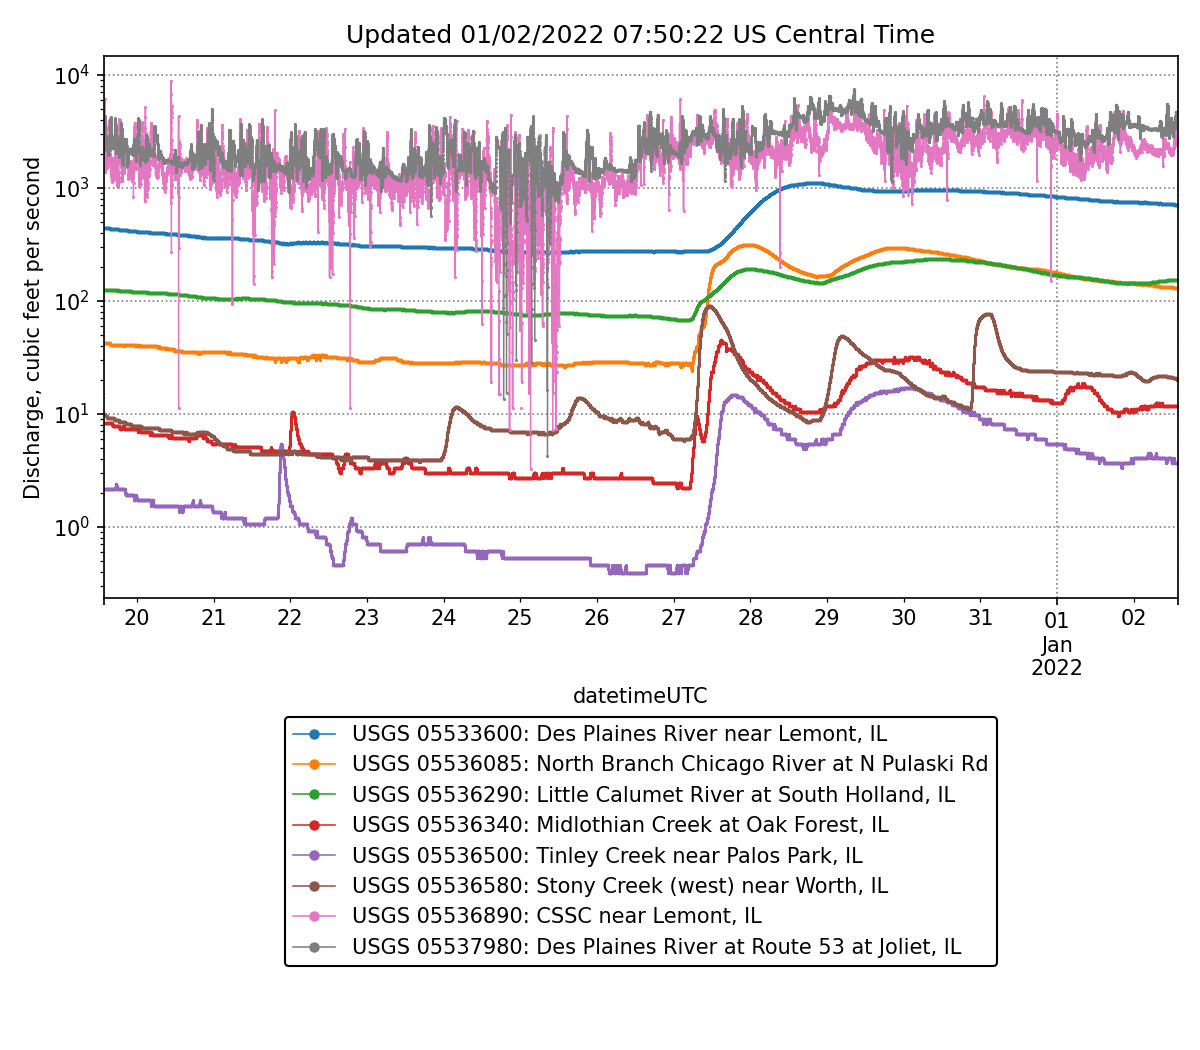 Updated 01/02/2022 07:50:22 US Central Time
Discharge, cubic feet per second
10⁴
10³
10²
10¹
10⁰
20 21 22 23 24 25 26 27 28 29 30 31 01 02
Jan
2022
datetimeUTC
USGS 05533600: Des Plaines River near Lemont, IL
USGS 05536085: North Branch Chicago River at N Pulaski Rd
USGS 05536290: Little Calumet River at South Holland, IL
USGS 05536340: Midlothian Creek at Oak Forest, IL
USGS 05536500: Tinley Creek near Palos Park, IL
USGS 05536580: Stony Creek (west) near Worth, IL
USGS 05536890: CSSC near Lemont, IL
USGS 05537980: Des Plaines River at Route 53 at Joliet, IL